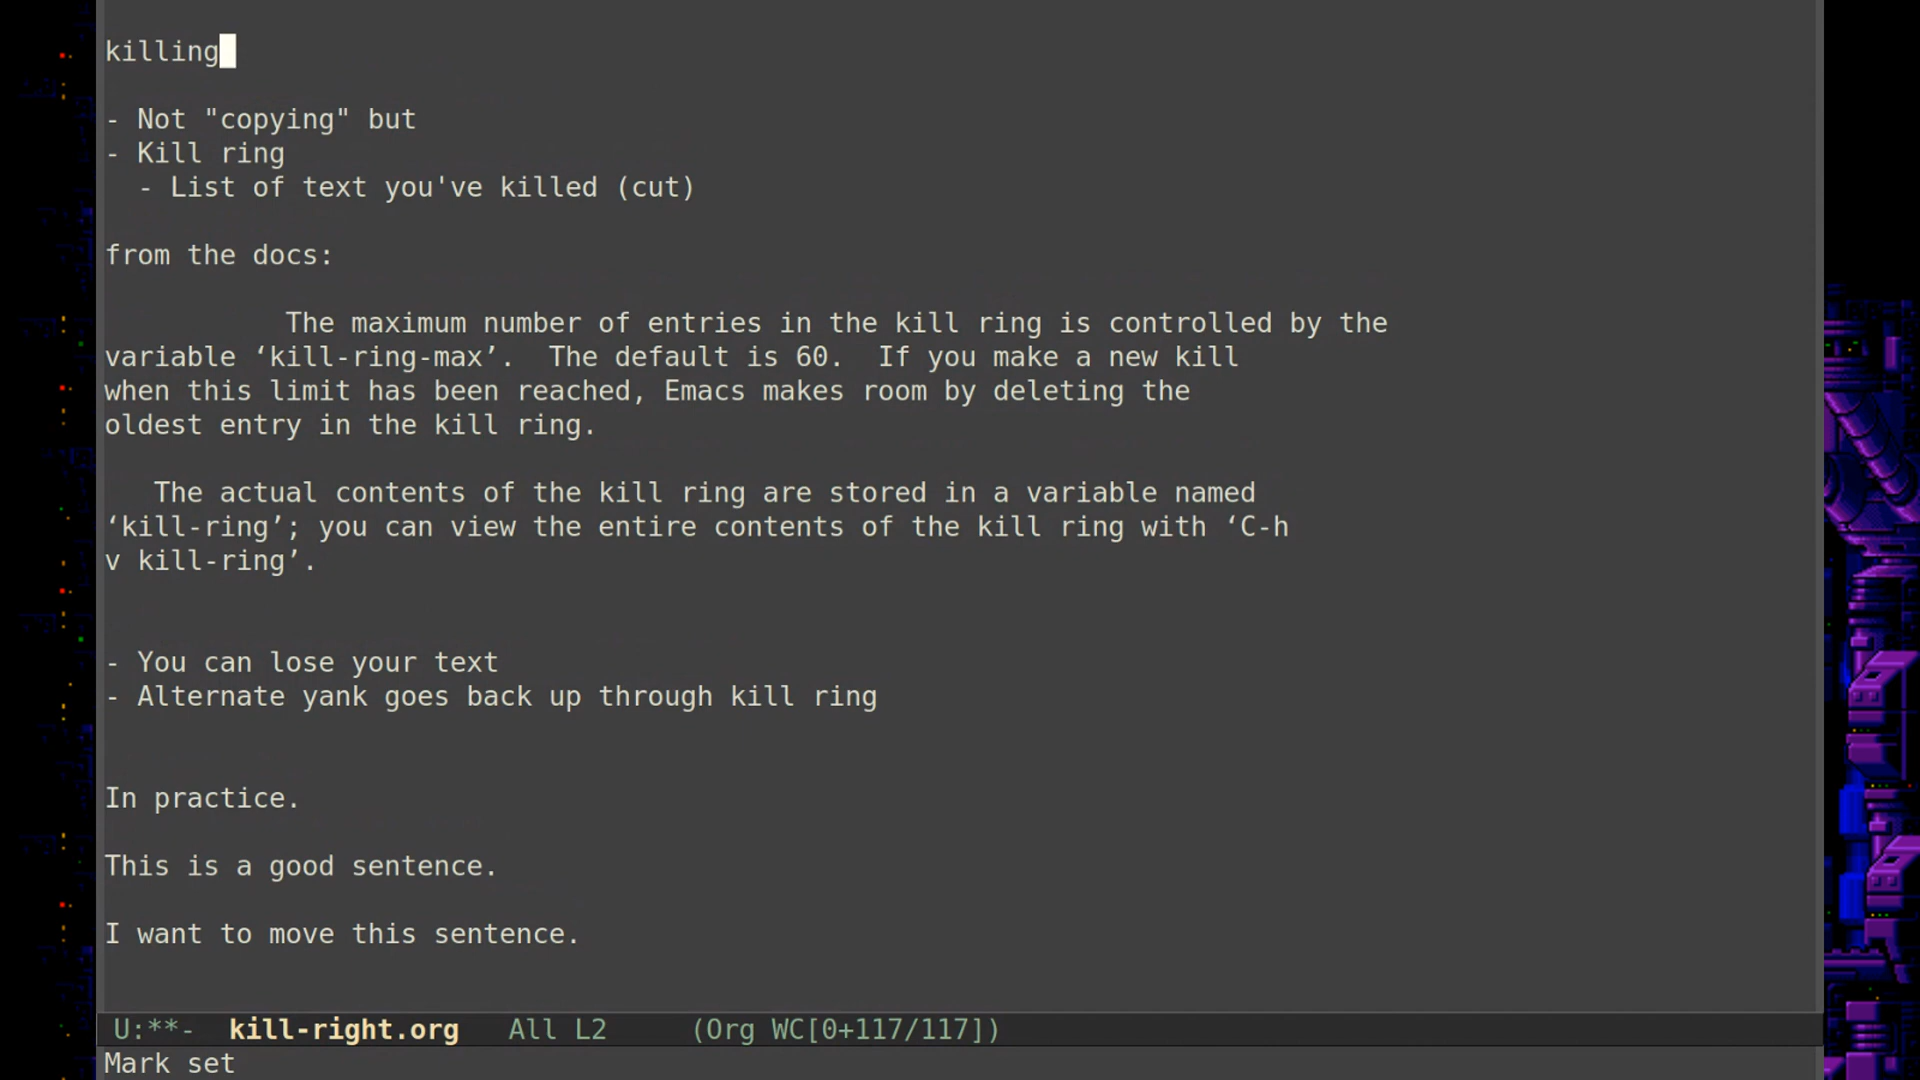 killing
- Not "copying" but
- Kill ring
- List of text you've killed (cut)
from the docs:
The maximum number of entries in the kill ring is controlled by the
variable ‘kill-ring-max’.  The default is 60.  If you make a new kill
when this limit has been reached, Emacs makes room by deleting the
oldest entry in the kill ring.
The actual contents of the kill ring are stored in a variable named
‘kill-ring’; you can view the entire contents of the kill ring with ‘C-h
v kill-ring’.
- You can lose your text
- Alternate yank goes back up through kill ring
In practice.
This is a good sentence.
I want to move this sentence.
U:**-  kill-right.org   All L2     (Org WC[0+117/117])
Mark set